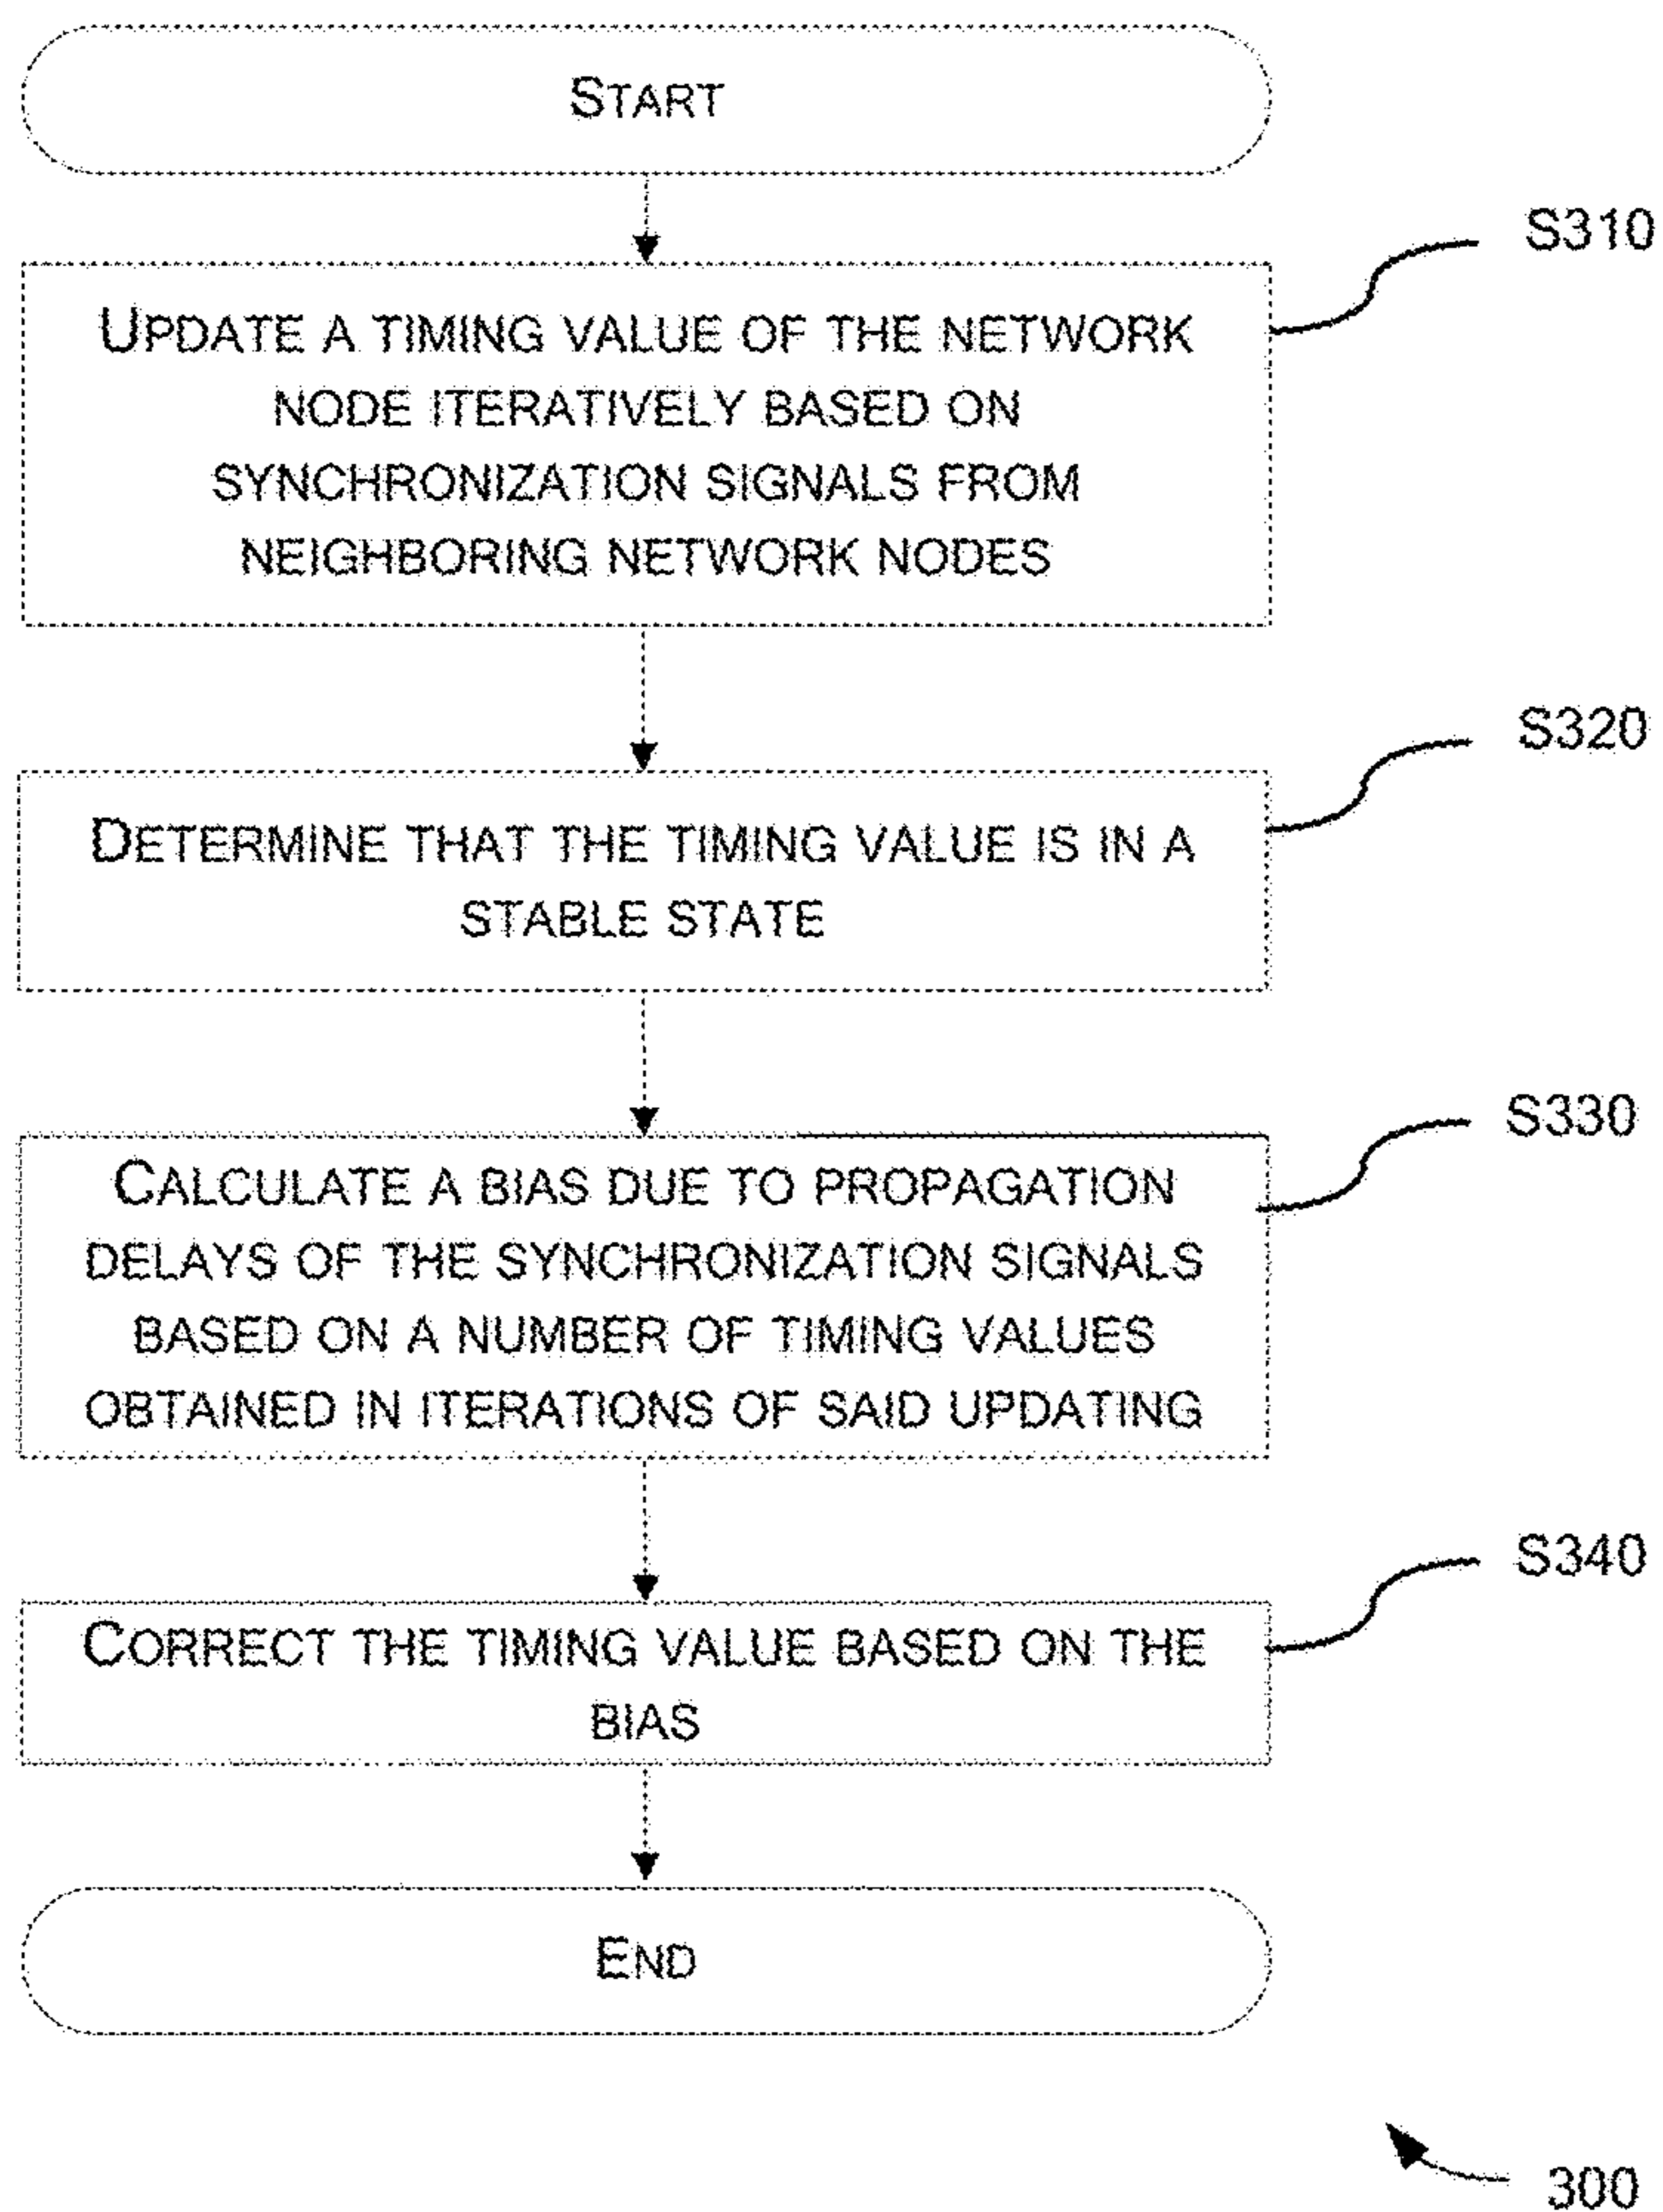 START
S310
UPDATE A TIMING VALUE OF THE NETWORK
NODE ITERATIVELY BASED ON
SYNCHRONIZATION SIGNALS FROM
NEIGHBORING NETWORK NODES
S320
DETERMINE THAT THE TIMING VALUE IS IN A
STABLE STATE
S330
CALCULATE A BIAS DUE TO PROPAGATION
DELAYS OF THE SYNCHRONIZATION SIGNALS
BASED ON A NUMBER OF TIMING VALUES
OBTAINED IN ITERATIONS OF SAID UPDATING
S340
CORRECT THE TIMING VALUE BASED ON THE
BIAS
END
300